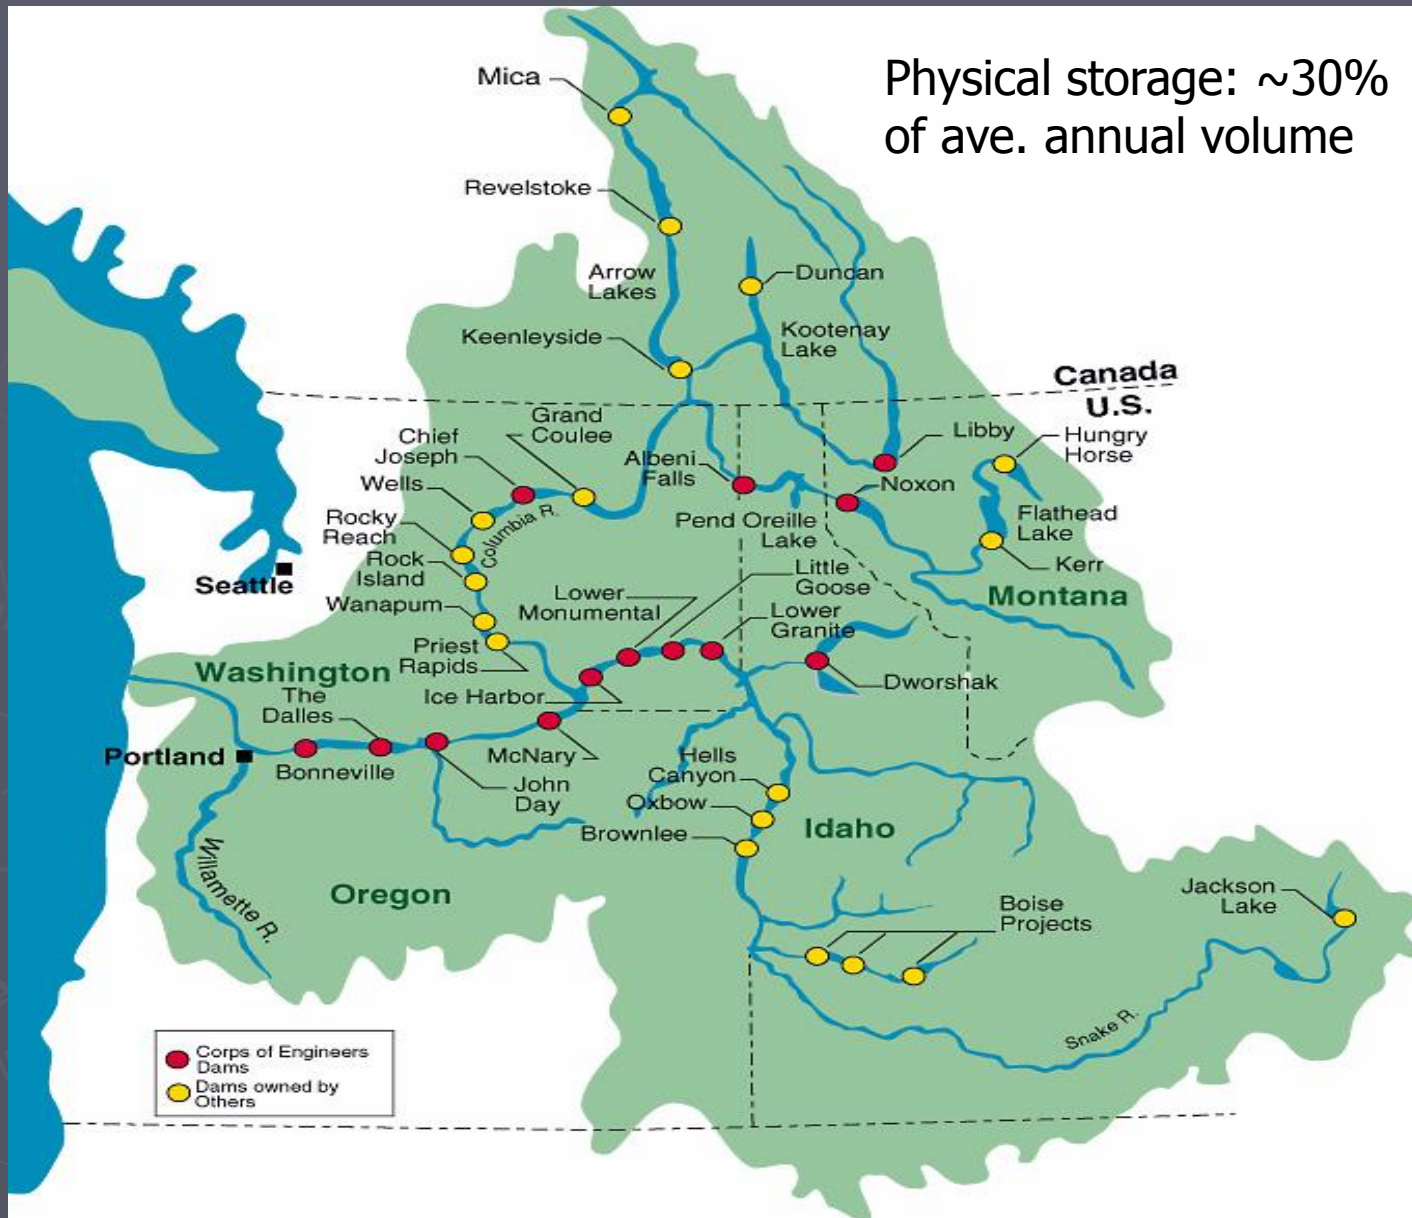 Physical storage: ~30%
of ave. annual volume
Mica
Revelstoke
Arrow
Lakes
Duncan
Keenleyside
Kootenay
Lake
Canada
U.S.
Grand
Coulee
Chief
Joseph
Libby
Hungry
Horse
Albeni
Falls
Wells
Noxon
Columbia R.
Rocky
Reach
Pend Oreille
Lake
Flathead
Lake
Rock
Island
Kerr
Seattle
Little
Goose
Lower
Monumental
Montana
Wanapum
Lower
Granite
Priest
Rapids
Washington
Ice Harbor
Dworshak
The
Dalles
Portland
Bonneville
McNary
Hells
Canyon
John
Day
Oxbow
Brownlee
Idaho
Willamette R.
Oregon
Boise
Projects
Jackson
Lake
Snake R.
Corps of Engineers
Dams
Dams owned by
Others